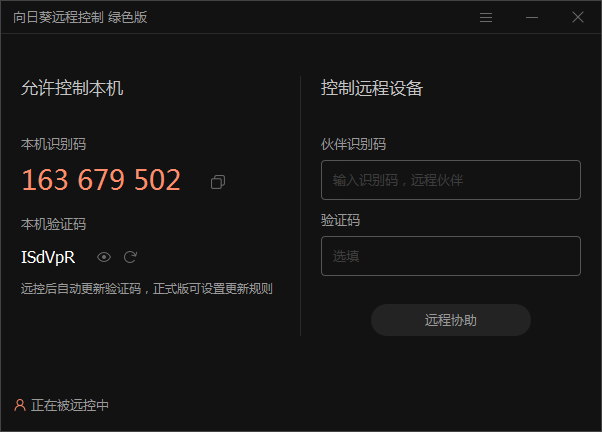 向日葵远程控制 绿色版
允许控制本机
本机识别码
163 679 502
本机验证码
ISdVpR
远控后自动更新验证码，正式版可设置更新规则
控制远程设备
伙伴识别码
输入识别码，远程伙伴
验证码
选填
远程协助
正在被远控中